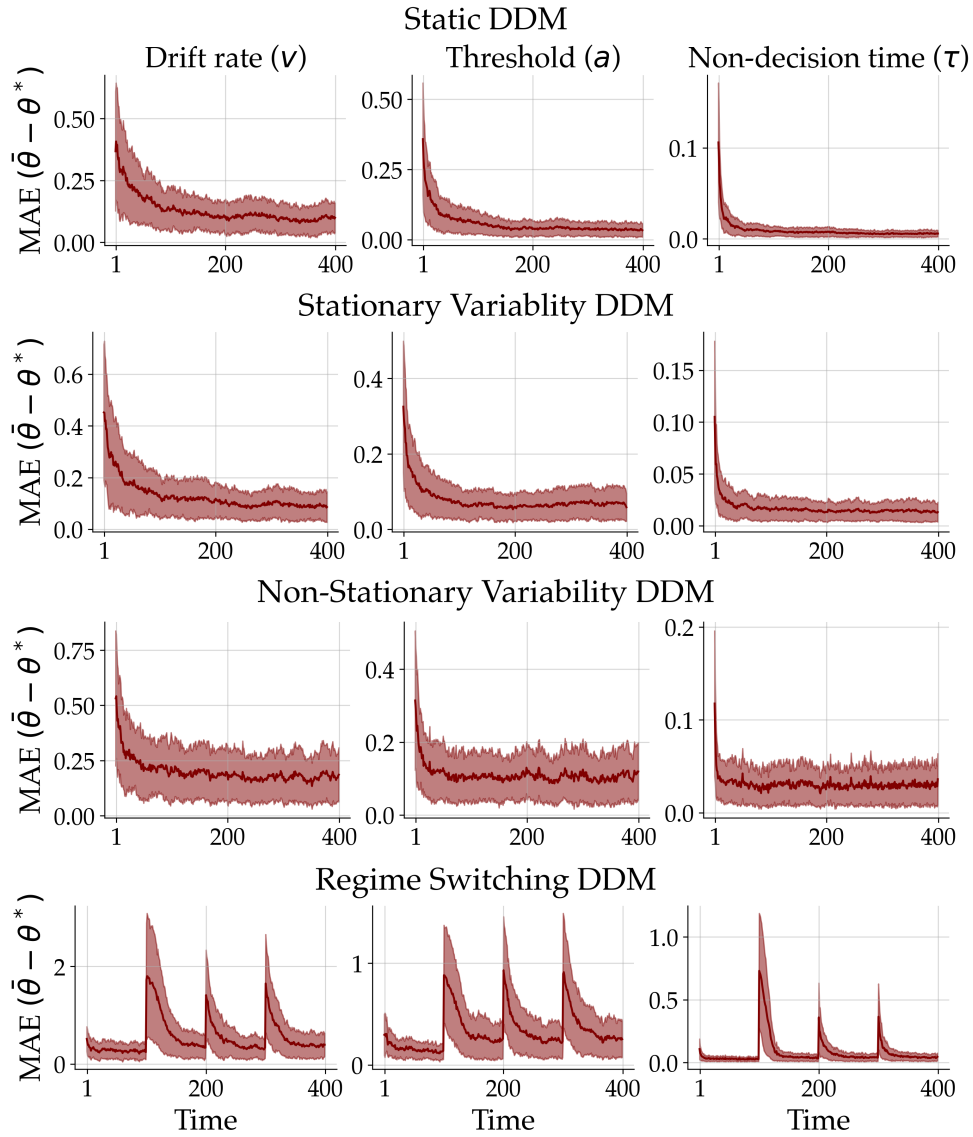 Static DDM
Drift rate (v) Threshold (a) Non-decision time (τ)
MAE (θ̄ − θ*)
0.50
0.25
0.00
1 200 400
0.50
0.25
0.00
1 200 400
0.1
0.0
1 200 400
Stationary Variablity DDM
MAE (θ̄ − θ*)
0.6
0.4
0.2
0.0
1 200 400
0.4
0.2
0.0
1 200 400
0.15
0.10
0.05
0.00
1 200 400
Non-Stationary Variability DDM
MAE (θ̄ − θ*)
0.75
0.50
0.25
0.00
1 200 400
0.4
0.2
0.0
1 200 400
0.2
0.1
0.0
1 200 400
Regime Switching DDM
MAE (θ̄ − θ*)
2
0
1 200 400
1
0
1 200 400
1.0
0.5
0.0
1 200 400
Time Time Time